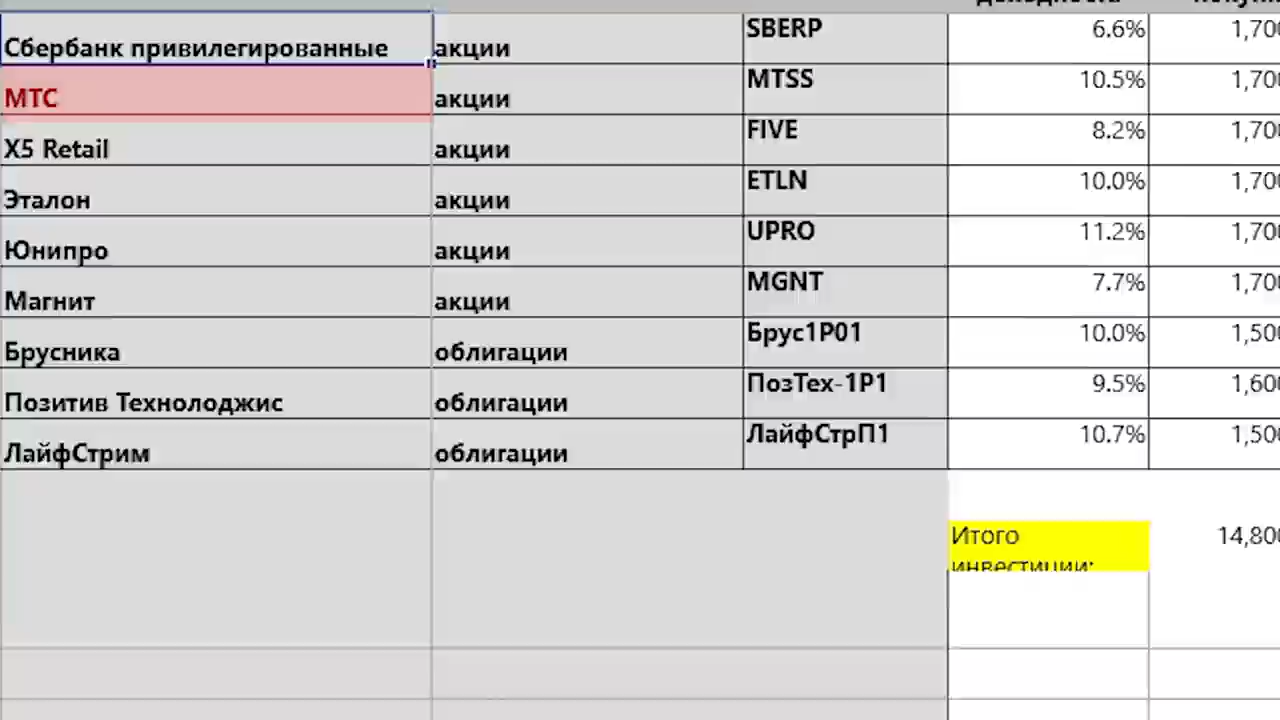 Сбербанк привилегированные акции SBERP 6.6%
МТС акции MTSS 10.5%
X5 Retail акции FIVE 8.2%
Эталон акции ETLN 10.0%
Юнипро акции UPRO 11.2%
Магнит акции MGNT 7.7%
Брусника облигации Брус1Р01 10.0%
Позитив Технолоджис облигации ПозТех-1Р1 9.5%
ЛайфСтрим облигации ЛайфСтрП1 10.7%
Итого
инвестиции: